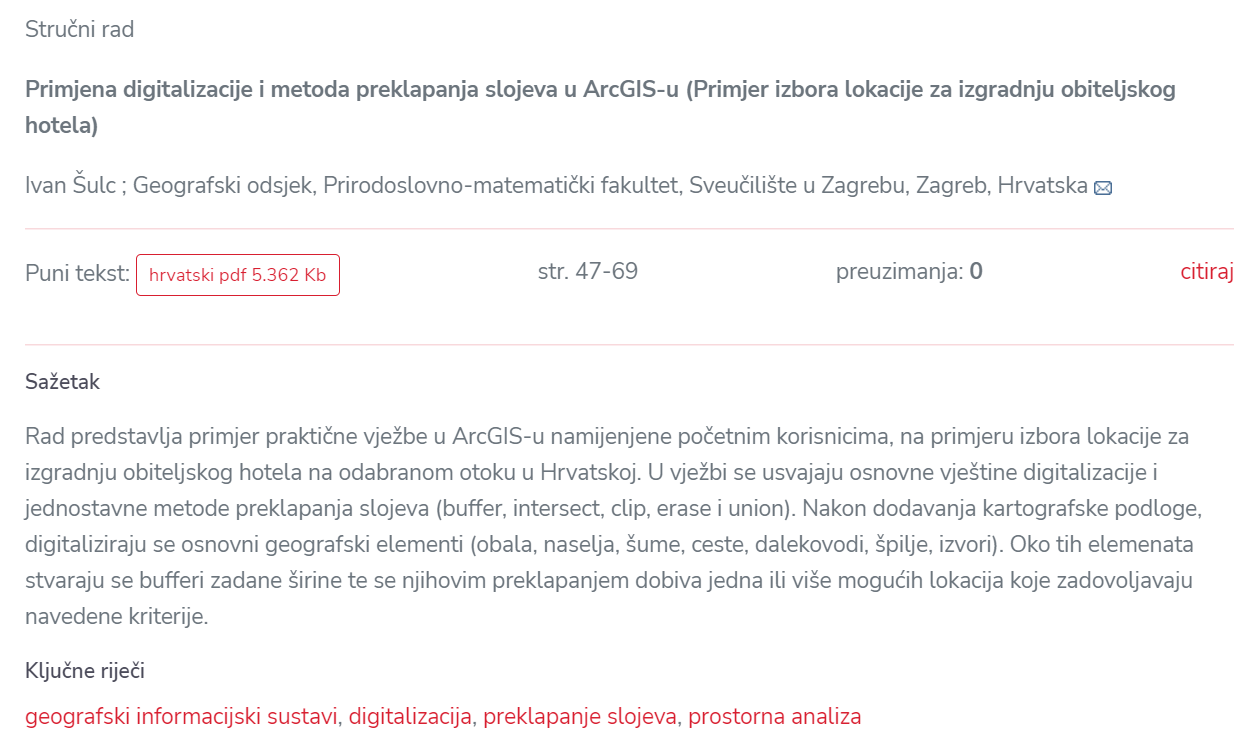 Stručni rad
Primjena digitalizacije i metoda preklapanja slojeva u ArcGIS-u (Primjer izbora lokacije za izgradnju obiteljskog
hotela)
Ivan Šulc ; Geografski odsjek, Prirodoslovno-matematički fakultet, Sveučilište u Zagrebu, Zagreb, Hrvatska
Puni tekst: hrvatski pdf 5.362 Kb str. 47-69 preuzimanja: 0 citiraj
Sažetak
Rad predstavlja primjer praktične vježbe u ArcGIS-u namijenjene početnim korisnicima, na primjeru izbora lokacije za
izgradnju obiteljskog hotela na odabranom otoku u Hrvatskoj. U vježbi se usvajaju osnovne vještine digitalizacije i
jednostavne metode preklapanja slojeva (buffer, intersect, clip, erase i union). Nakon dodavanja kartografske podloge,
digitaliziraju se osnovni geografski elementi (obala, naselja, šume, ceste, dalekovodi, špilje, izvori). Oko tih elemenata
stvaraju se bufferi zadane širine te se njihovim preklapanjem dobiva jedna ili više mogućih lokacija koje zadovoljavaju
navedene kriterije.
Ključne riječi
geografski informacijski sustavi, digitalizacija, preklapanje slojeva, prostorna analiza